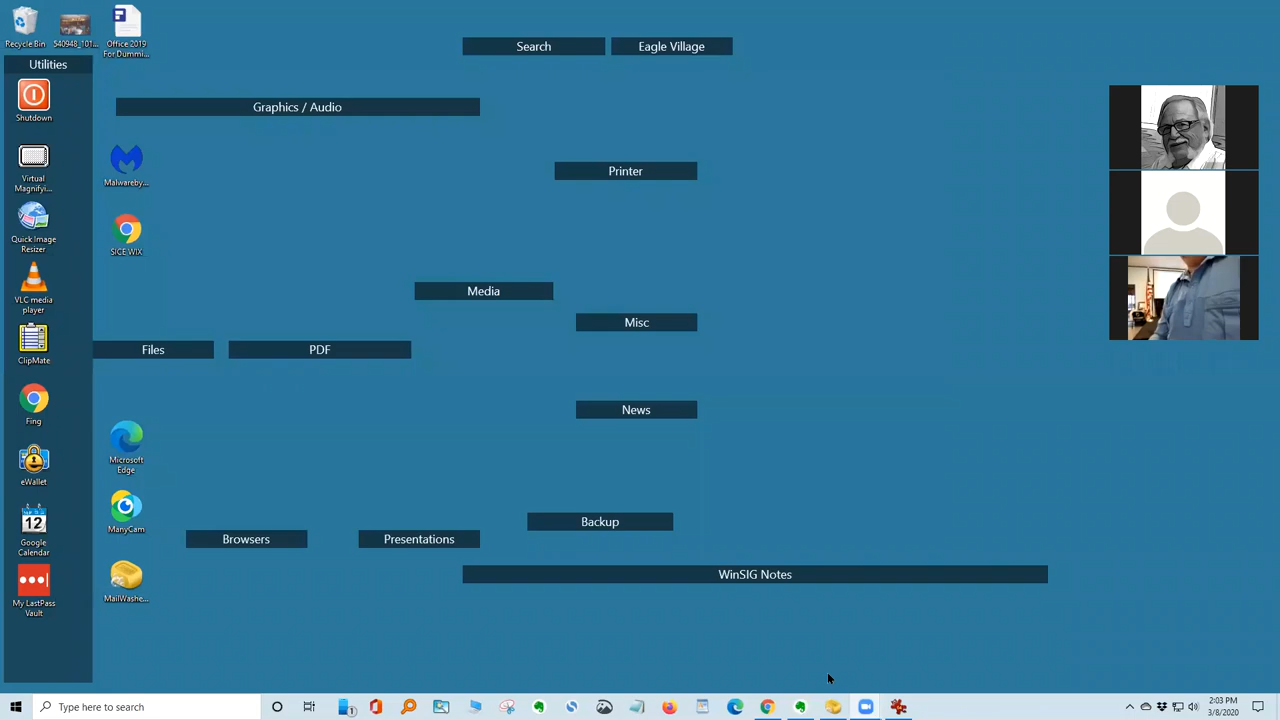 Recycle Bin
S40948_101...
Office 2019
For Dummi...
Utilities
Search
Eagle Village
Shutdown
Graphics / Audio
Virtual
Magnifyi...
Malwareby...
Printer
Quick Image
Resizer
SICE WIX
VLC media
player
Media
Misc
ClipMate
Files
PDF
Fing
News
eWallet
Microsoft
Edge
Google
Calendar
12
ManyCam
Backup
Browsers
Presentations
My LastPass
Vault
MailWashe...
WinSIG Notes
Type here to search
1
2:03 PM
3/8/2020